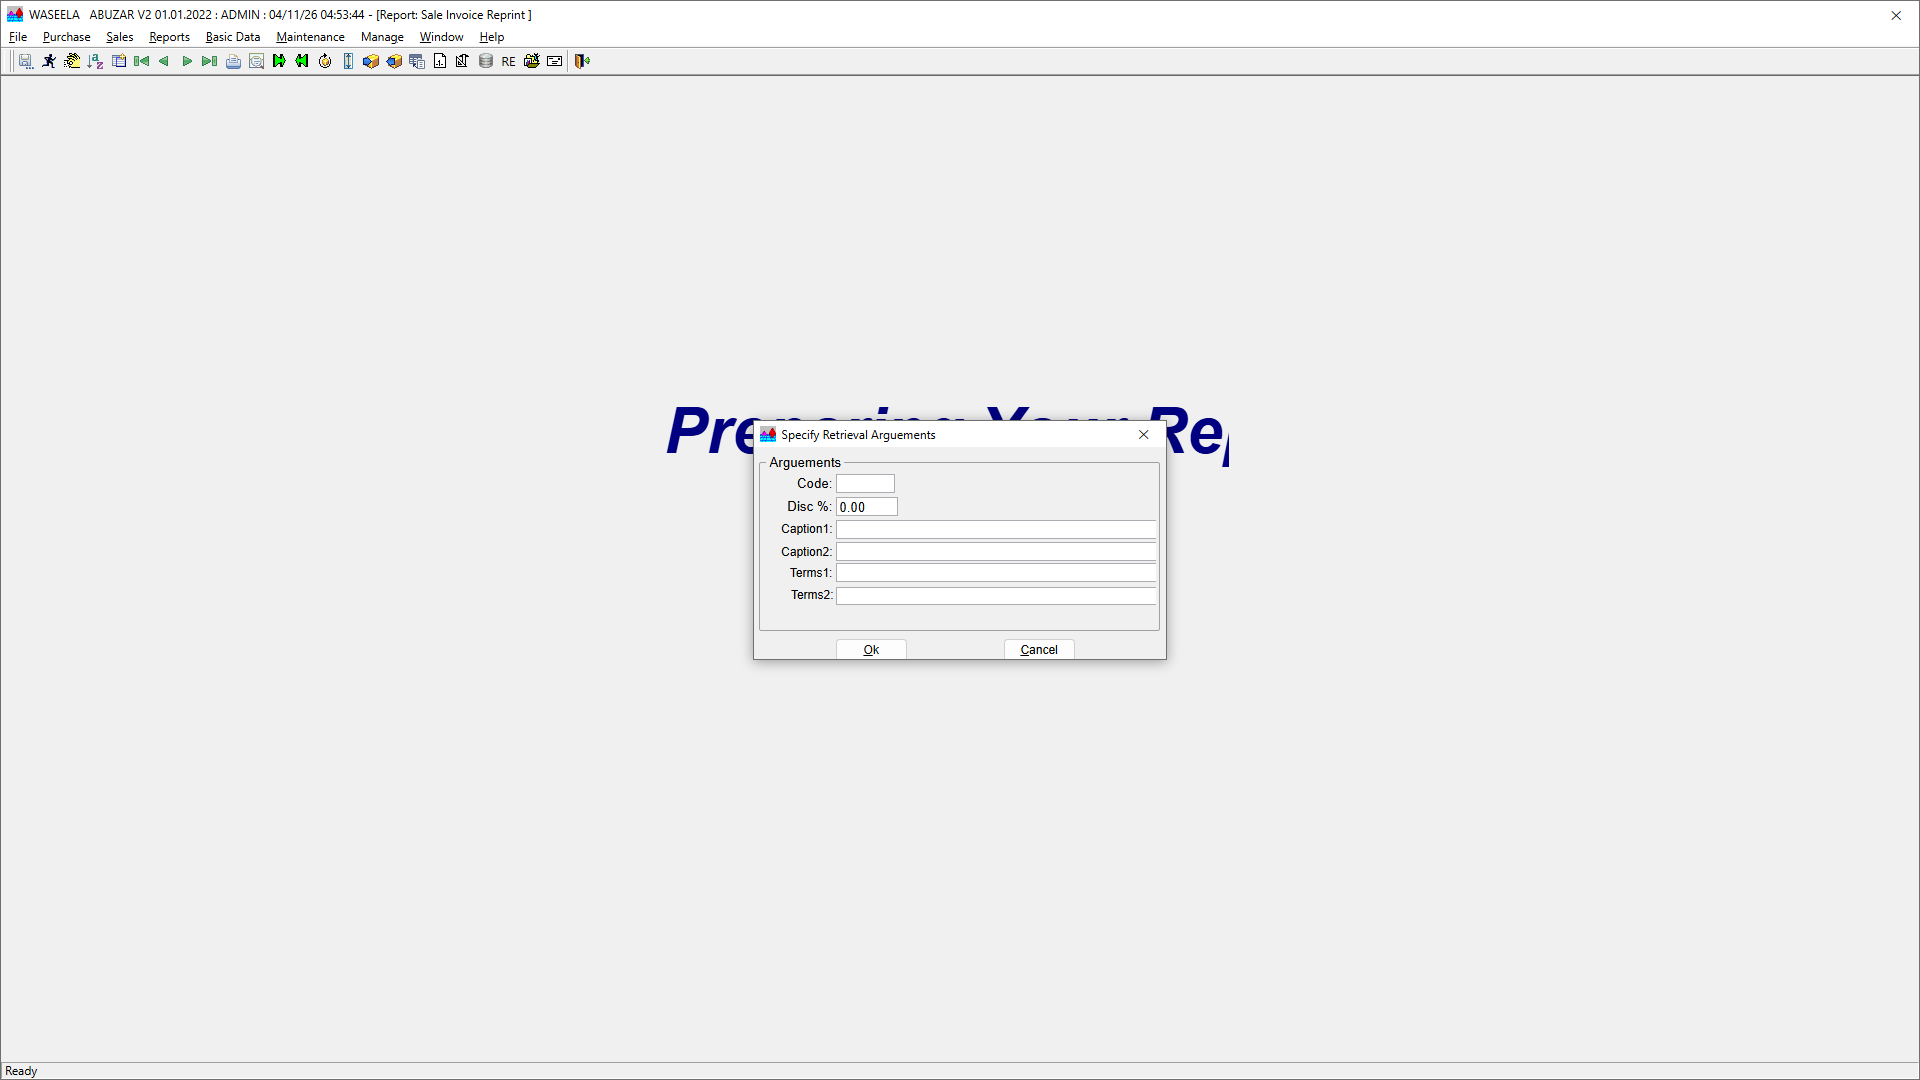 WASEELA ABUZAR V2 01.01.2022 : ADMIN : 04/11/26 04:53:44 - [Report: Sale Invoice Reprint ]
File Purchase Sales Reports Basic Data Maintenance Manage Window Help
RE
Specify Retrieval Arguements
Arguements
Code:
Disc %: 0.00
Caption1:
Caption2:
Terms1:
Terms2:
Ok Cancel
Ready